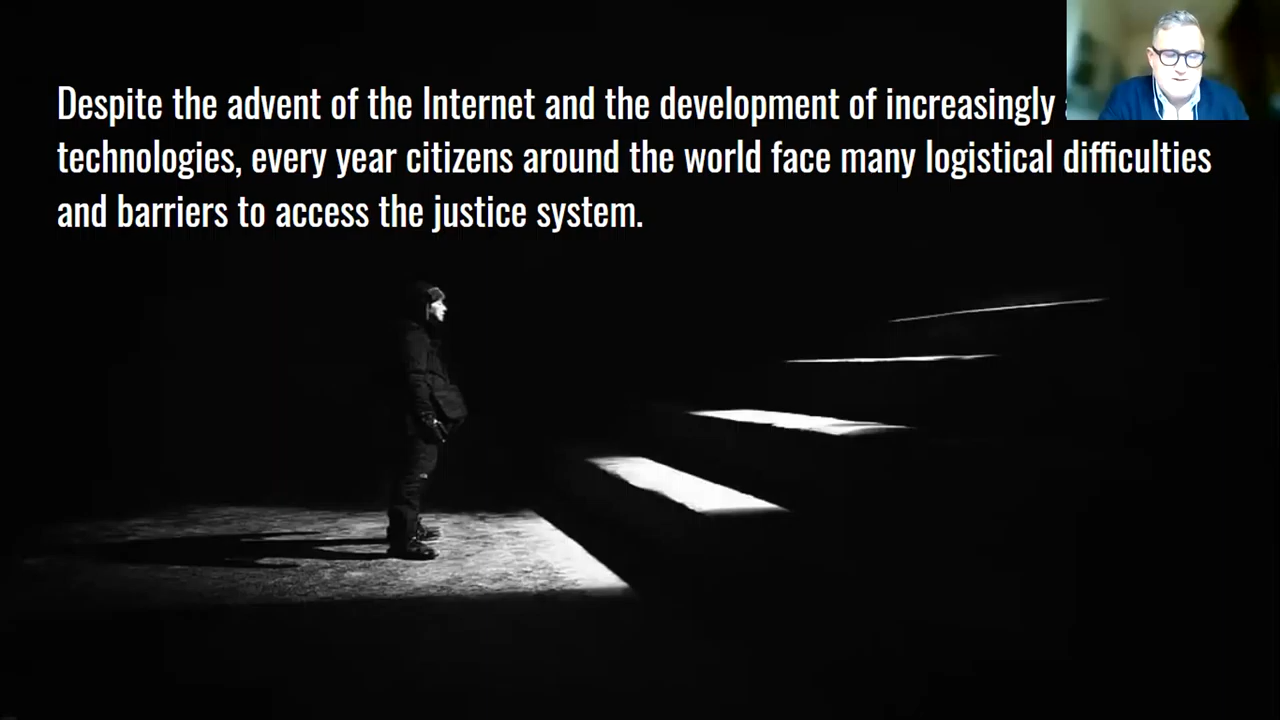 Despite the advent of the Internet and the development of increasingly
technologies, every year citizens around the world face many logistical difficulties
and barriers to access the justice system.